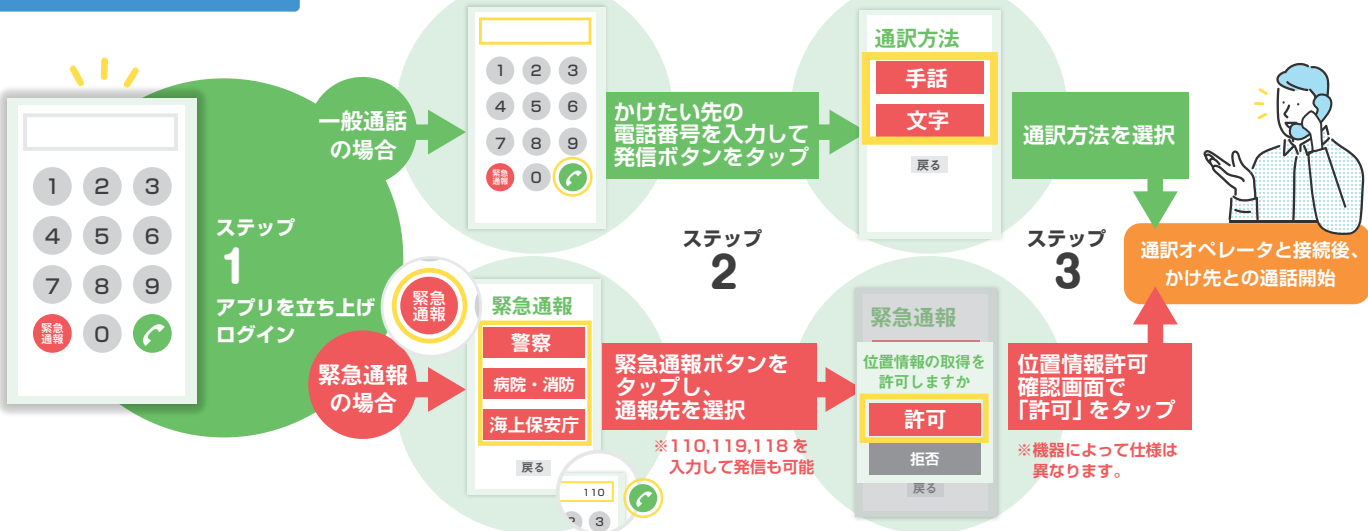 1 2 3
4 5 6
7 8 9
緊急
通報
0
ステップ
1
アプリを立ち上げ
ログイン
一般通話
の場合
1 2 3
4 5 6
7 8 9
緊急
通報
0
かけたい先の
電話番号を入力して
発信ボタンをタップ
通訳方法
手話
文字
戻る
通訳方法を選択
ステップ
2
ステップ
3
通訳オペレータと接続後、
かけ先との通話開始
緊急通報
の場合
緊急
通報
緊急通報
警察
病院・消防
海上保安庁
戻る
110
2 3
緊急通報ボタンを
タップし、
通報先を選択
※110,119,118 を
入力して発信も可能
緊急通報
位置情報の取得を
許可しますか
許可
拒否
戻る
位置情報許可
確認画面で
「許可」をタップ
※機器によって仕様は
異なります。